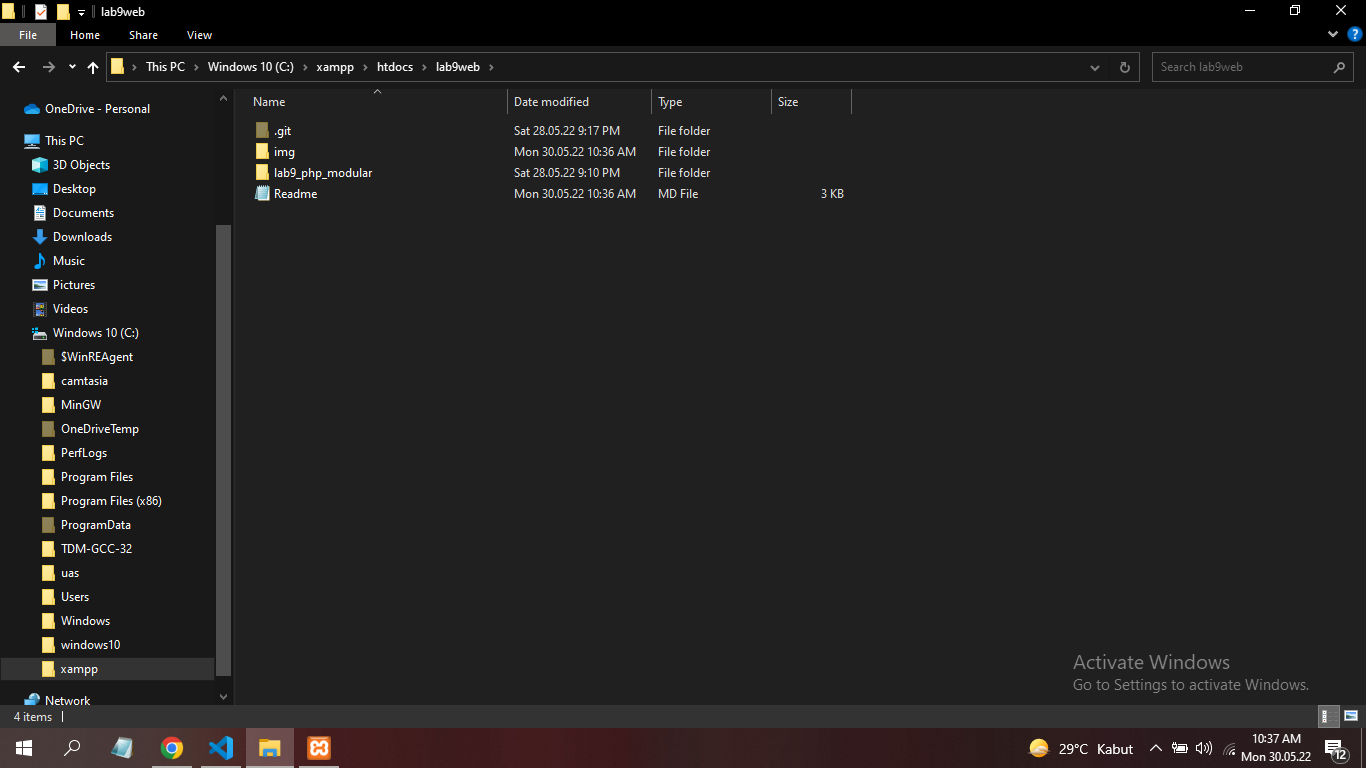 lab9web
File Home Share View
This PC Windows 10 (C:) xampp htdocs lab9web
Search lab9web
Name Date modified Type Size
.git Sat 28.05.22 9:17 PM File folder
img Mon 30.05.22 10:36 AM File folder
lab9_php_modular Sat 28.05.22 9:10 PM File folder
Readme Mon 30.05.22 10:36 AM MD File 3 KB
OneDrive - Personal
This PC
3D Objects
Desktop
Documents
Downloads
Music
Pictures
Videos
Windows 10 (C:)
$WinREAgent
camtasia
MinGW
OneDriveTemp
PerfLogs
Program Files
Program Files (x86)
ProgramData
TDM-GCC-32
uas
Users
Windows
windows10
xampp
Network
Activate Windows
Go to Settings to activate Windows.
4 items
29°C Kabut
10:37 AM
Mon 30.05.22
12